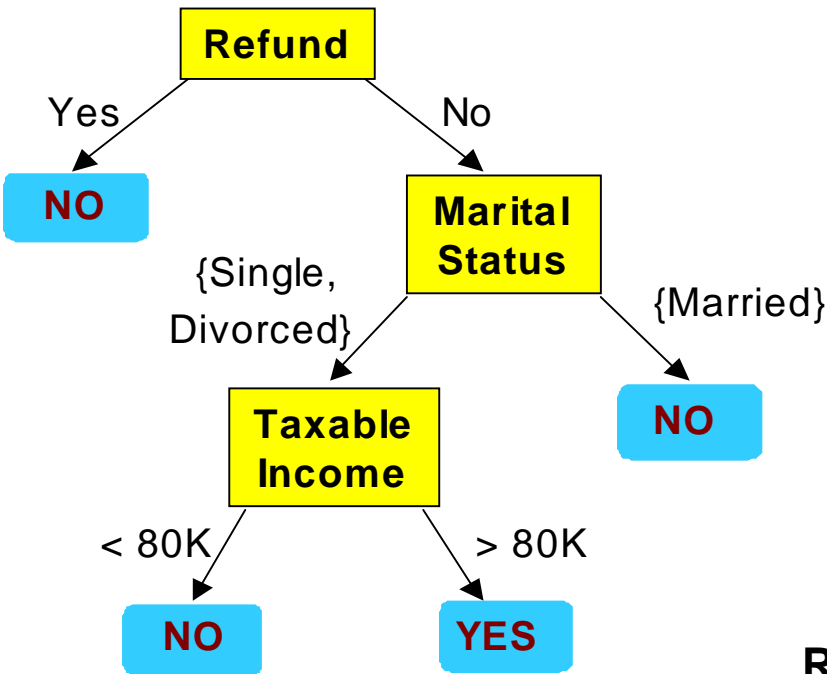 Refund
Yes
No
NO
Marital
Status
{Single,
Divorced}
{Married}
Taxable
Income
NO
< 80K
> 80K
NO
YES
R